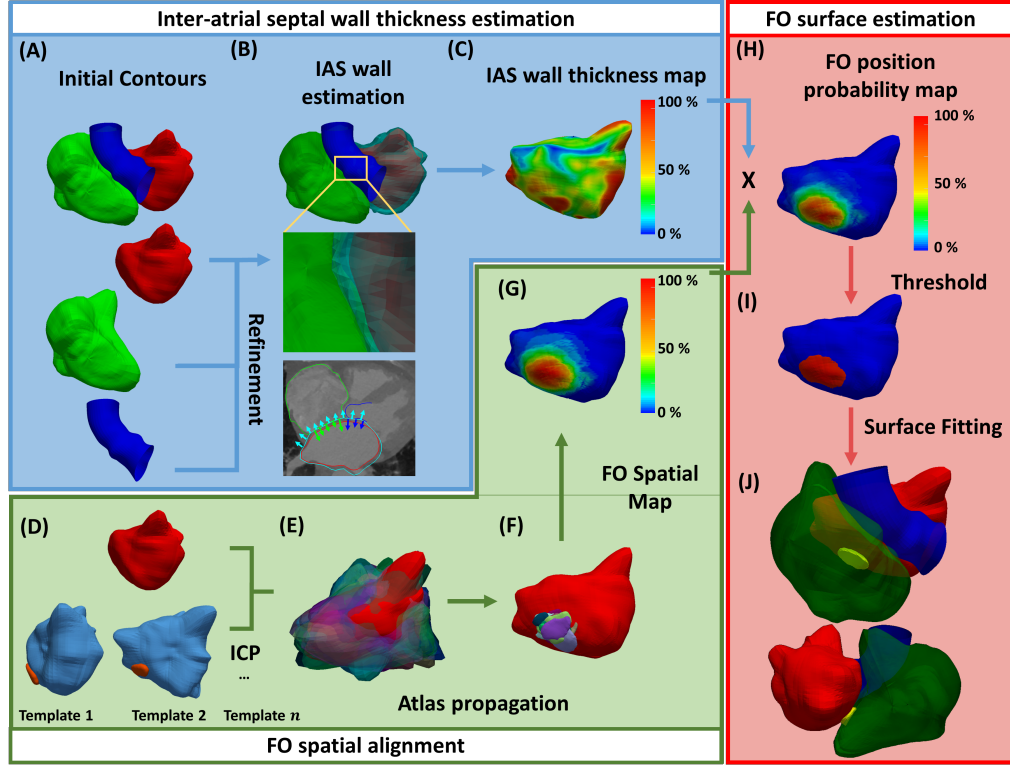 Inter-atrial septal wall thickness estimation
FO surface estimation
(A)
Initial Contours
(B)
IAS wall
estimation
(C)
IAS wall thickness map
100 %
50 %
0 %
Refinement
(D)
Template 1
Template 2
Template n
ICP
...
(E)
Atlas propagation
(F)
FO Spatial
Map
(G)
100 %
50 %
0 %
FO spatial alignment
X
(H)
FO position
probability map
100 %
50 %
0 %
Threshold
(I)
Surface Fitting
(J)